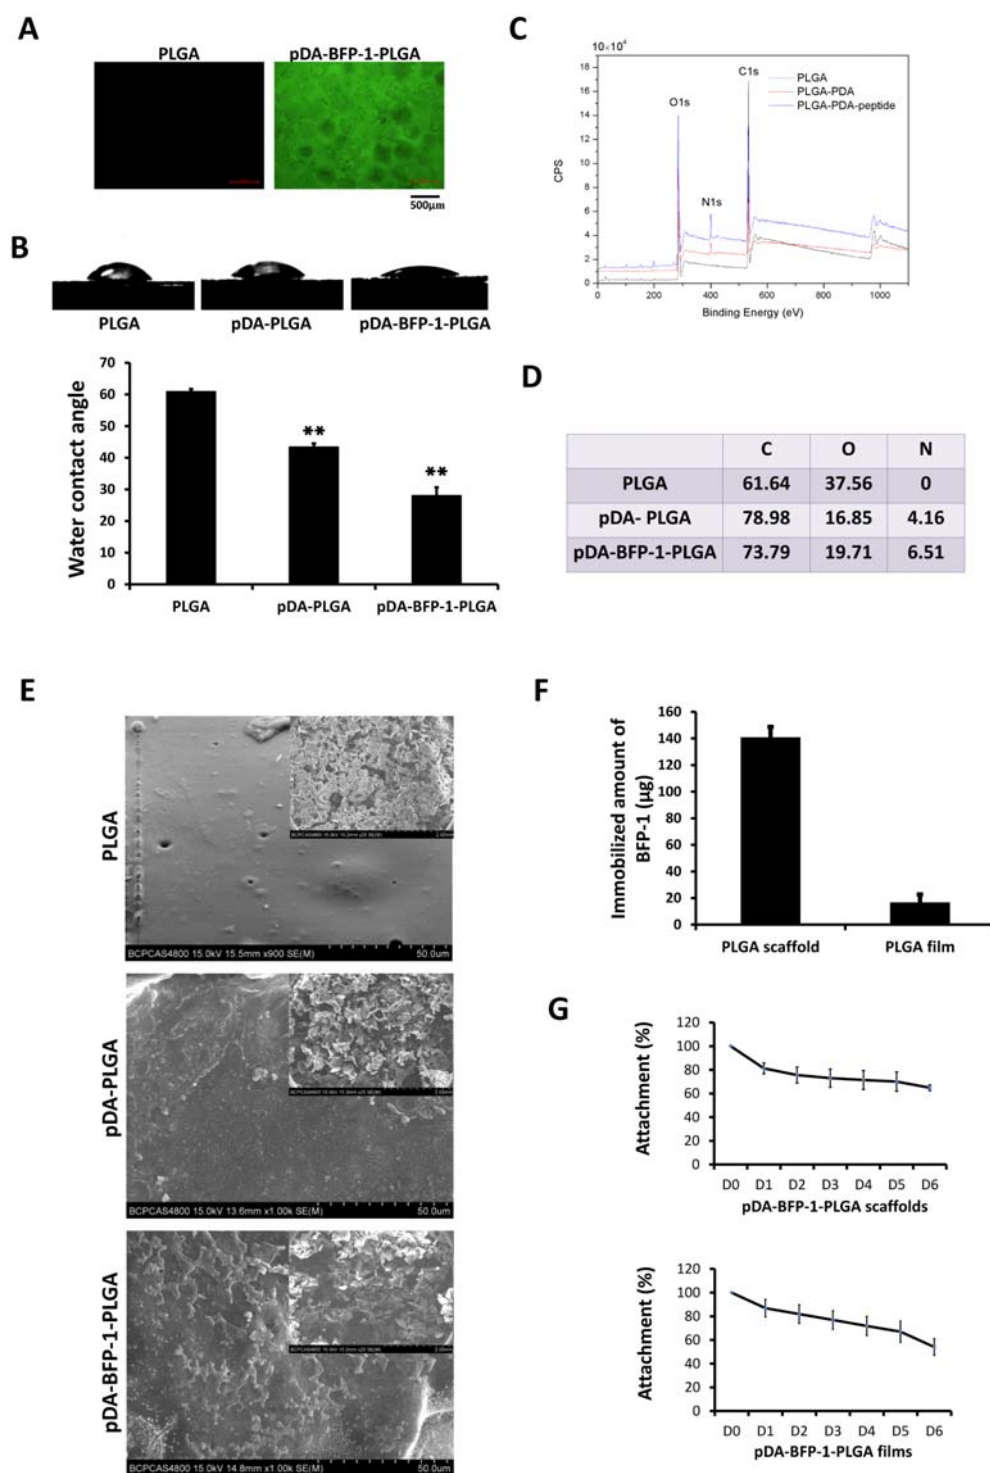 A
PLGA
pDA-BFP-1-PLGA
500μm
B
PLGA
pDA-PLGA
pDA-BFP-1-PLGA
Water contact angle
70
60
50
40
30
20
10
0
**
**
PLGA
pDA-PLGA
pDA-BFP-1-PLGA
C
10×10⁴
18
16
14
12
10
8
6
4
2
0
CPS
C1s
O1s
N1s
PLGA
PLGA-PDA
PLGA-PDA-peptide
0 200 400 600 800 1000
Binding Energy (eV)
D
C O N
PLGA 61.64 37.56 0
pDA- PLGA 78.98 16.85 4.16
pDA-BFP-1-PLGA 73.79 19.71 6.51
E
PLGA
BCPCAS4800 15.0kV 15.5mm x900 SE(M) 50.0um
pDA-PLGA
BCPCAS4800 15.0kV 13.6mm x1.00k SE(M) 50.0um
pDA-BFP-1-PLGA
BCPCAS4800 15.0kV 14.8mm x1.00k SE(M) 50.0um
F
Immobilized amount of
BFP-1 (μg)
160
140
120
100
80
60
40
20
0
PLGA scaffold
PLGA film
G
Attachment (%)
120
100
80
60
40
20
0
D0 D1 D2 D3 D4 D5 D6
pDA-BFP-1-PLGA scaffolds
Attachment (%)
120
100
80
60
40
20
0
D0 D1 D2 D3 D4 D5 D6
pDA-BFP-1-PLGA films